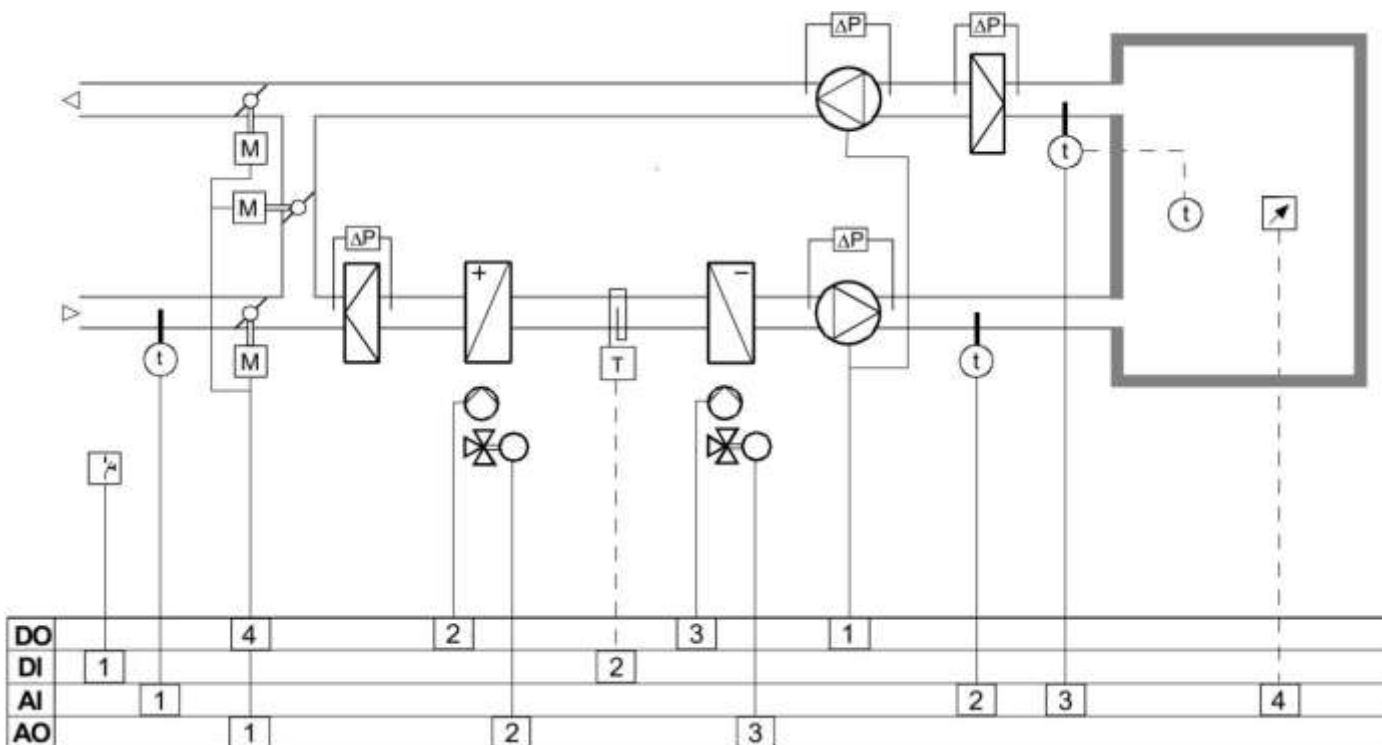 ΔP ΔP
t
M
M t
ΔP ΔP
+ −
M T
t t
DO 4 2 3 1
DI 1 2
AI 1 2 3 4
AO 1 2 3